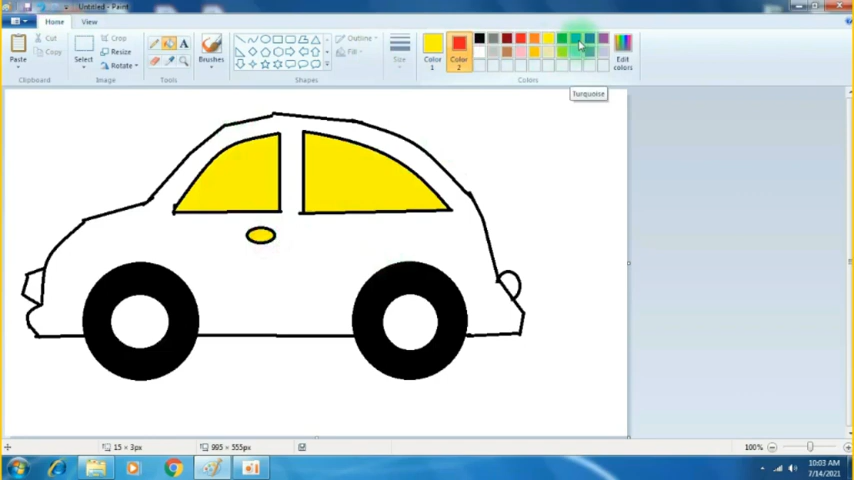 Untitled - Paint
Home View
Paste
Cut
Copy
Clipboard
Select
Crop
Resize
Rotate
Image
A
Tools
Brushes
Outline
Fill
Shapes
Size
Color 1
Color 2
Colors
Edit colors
Turquoise
15 × 3px
995 × 555px
100%
10:03 AM
7/14/2021